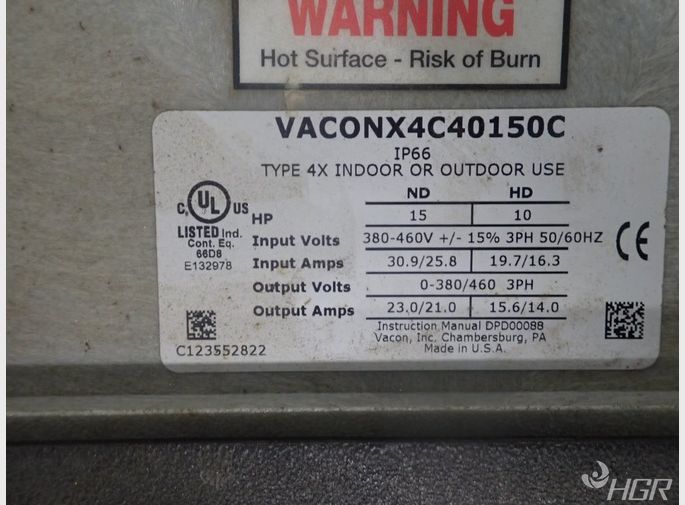 WARNING
Hot Surface - Risk of Burn
VACONX4C40150C
IP66
TYPE 4X INDOOR OR OUTDOOR USE
ND HD
C UL US
LISTED Ind.
Cont. Eq.
66D8
E132978
HP 15 10
Input Volts 380-460V +/- 15% 3PH 50/60HZ
Input Amps 30.9/25.8 19.7/16.3
Output Volts 0-380/460 3PH
Output Amps 23.0/21.0 15.6/14.0
CE
Instruction Manual DPD00088
Vacon, Inc. Chambersburg, PA
Made in U.S.A.
C123552822
HGR